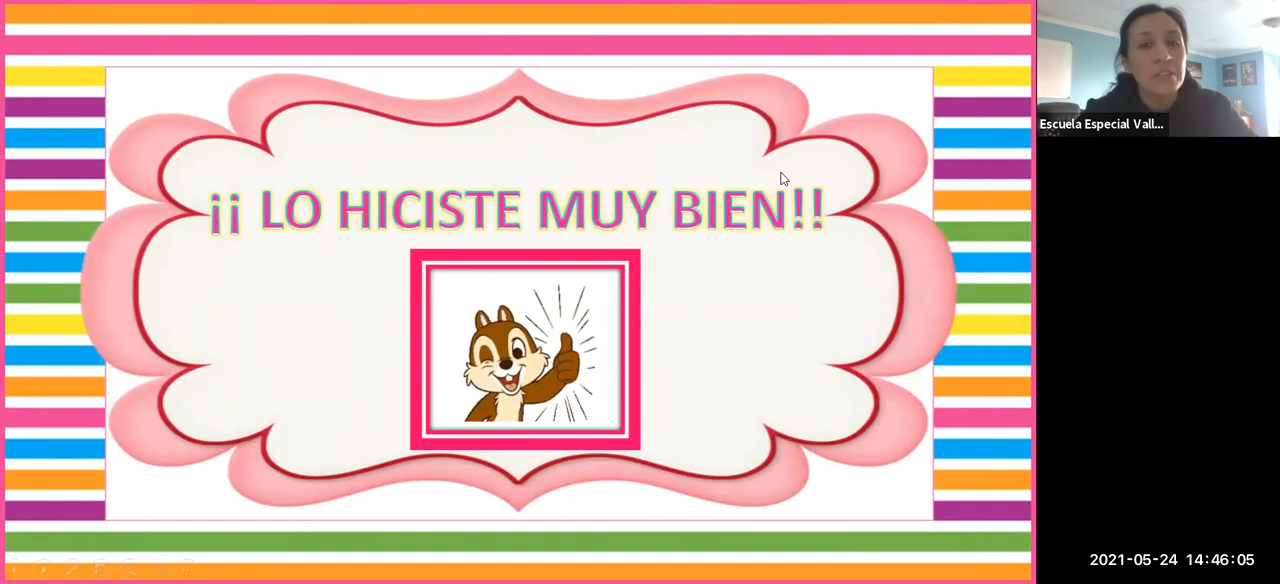 ¡¡ LO HICISTE MUY BIEN!!
Escuela Especial Vall...
2021-05-24 14:46:05